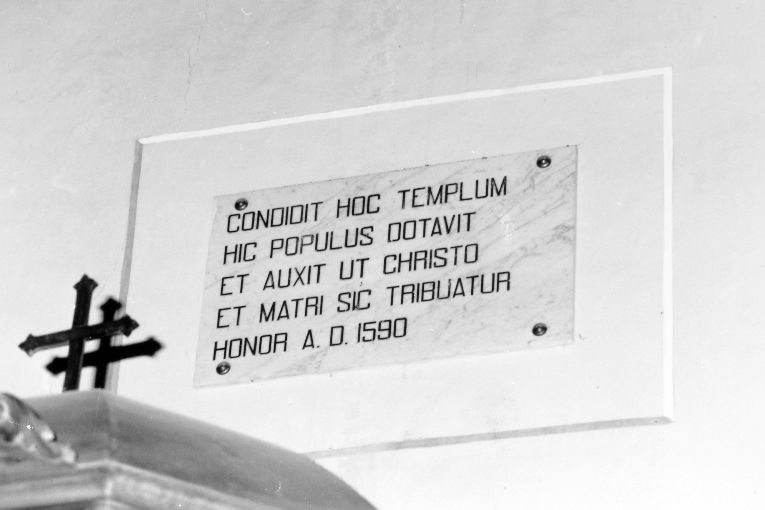 CONDIDIT HOC TEMPLUM
HIC POPULUS DOTAVIT
ET AUXIT UT CHRISTO
ET MATRI SIC TRIBUATUR
HONOR A. D. 1590